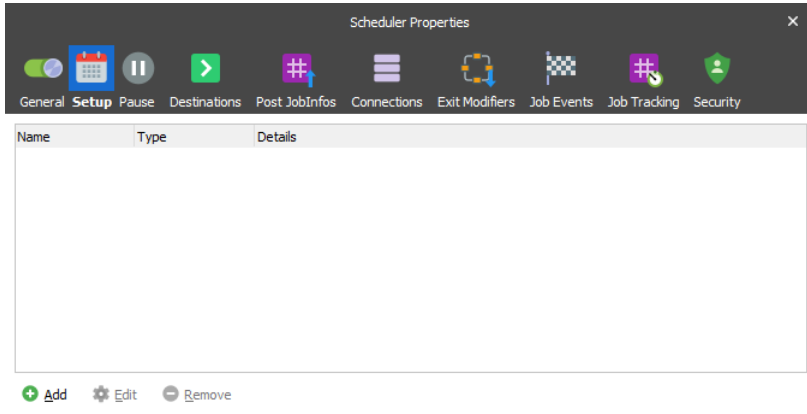 Scheduler Properties
General Setup Pause Destinations Post JobInfos Connections Exit Modifiers Job Events Job Tracking Security
Name Type Details
Add Edit Remove